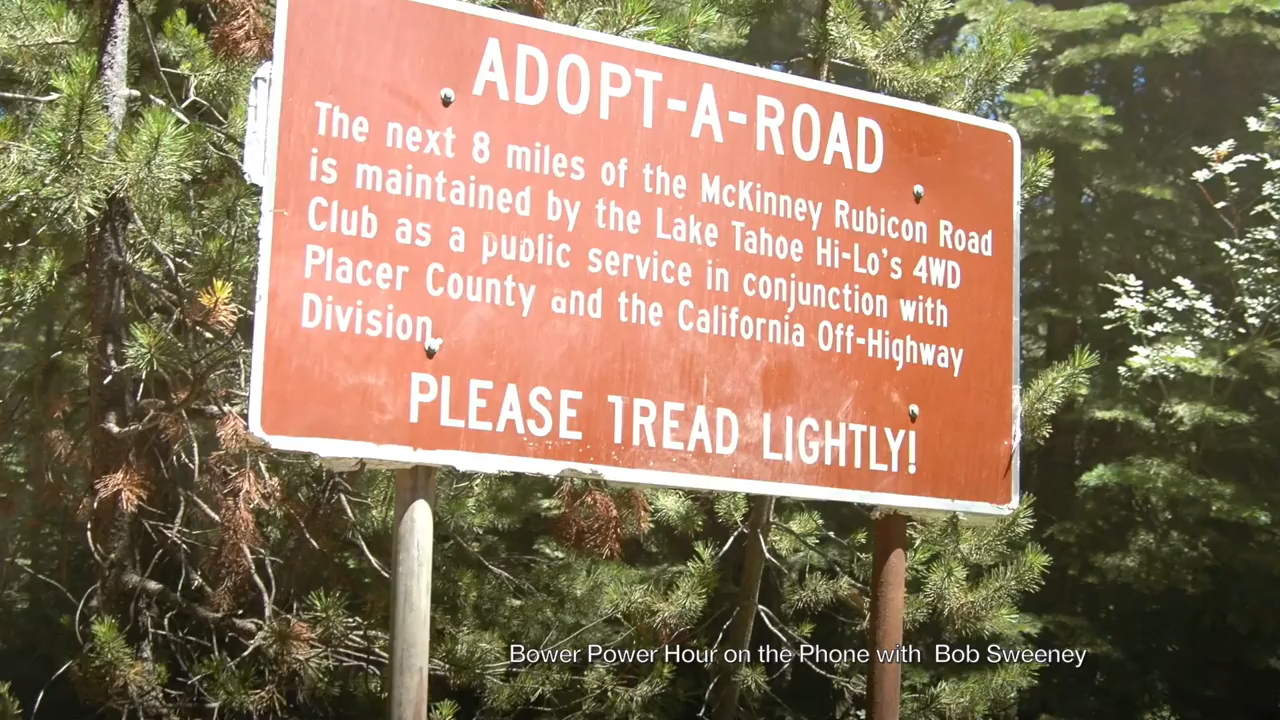 ADOPT-A-ROAD
The next 8 miles of the McKinney Rubicon Road
is maintained by the Lake Tahoe Hi-Lo's 4WD
Club as a public service in conjunction with
Placer County and the California Off-Highway
Division.
PLEASE TREAD LIGHTLY!
Bower Power Hour on the Phone with Bob Sweeney